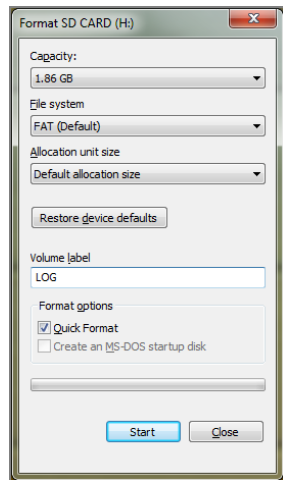 Format SD CARD (H:)
Capacity:
1.86 GB
File system
FAT (Default)
Allocation unit size
Default allocation size
Restore device defaults
Volume label
LOG
Format options
Quick Format
Create an MS-DOS startup disk
Start Close